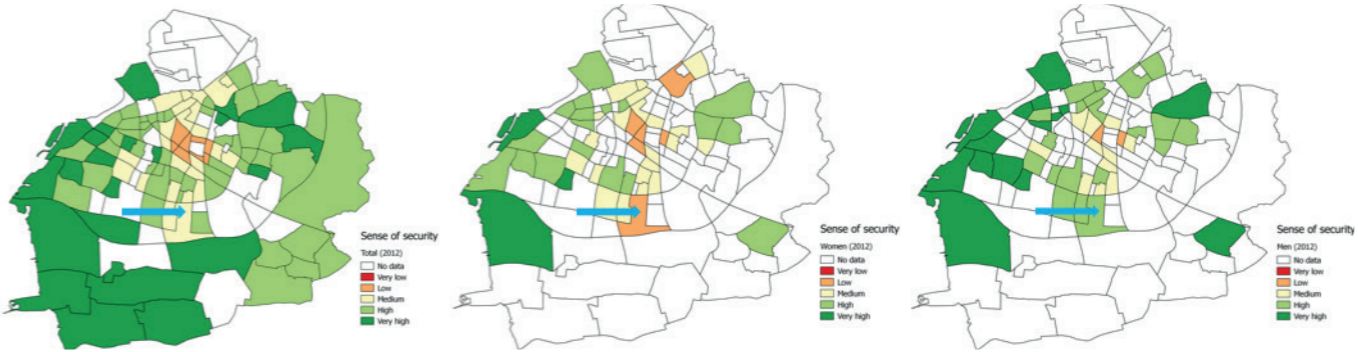 Sense of security
Total (2012)
No data
Very low
Low
Medium
High
Very high
Sense of security
Women (2012)
No data
Very low
Low
Medium
High
Very high
Sense of security
Men (2012)
No data
Very low
Low
Medium
High
Very high